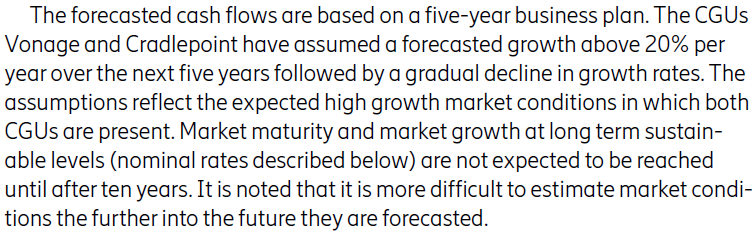 The forecasted cash flows are based on a five-year business plan. The CGUs
Vonage and Cradlepoint have assumed a forecasted growth above 20% per
year over the next five years followed by a gradual decline in growth rates. The
assumptions reflect the expected high growth market conditions in which both
CGUs are present. Market maturity and market growth at long term sustain-
able levels (nominal rates described below) are not expected to be reached
until after ten years. It is noted that it is more difficult to estimate market condi-
tions the further into the future they are forecasted.